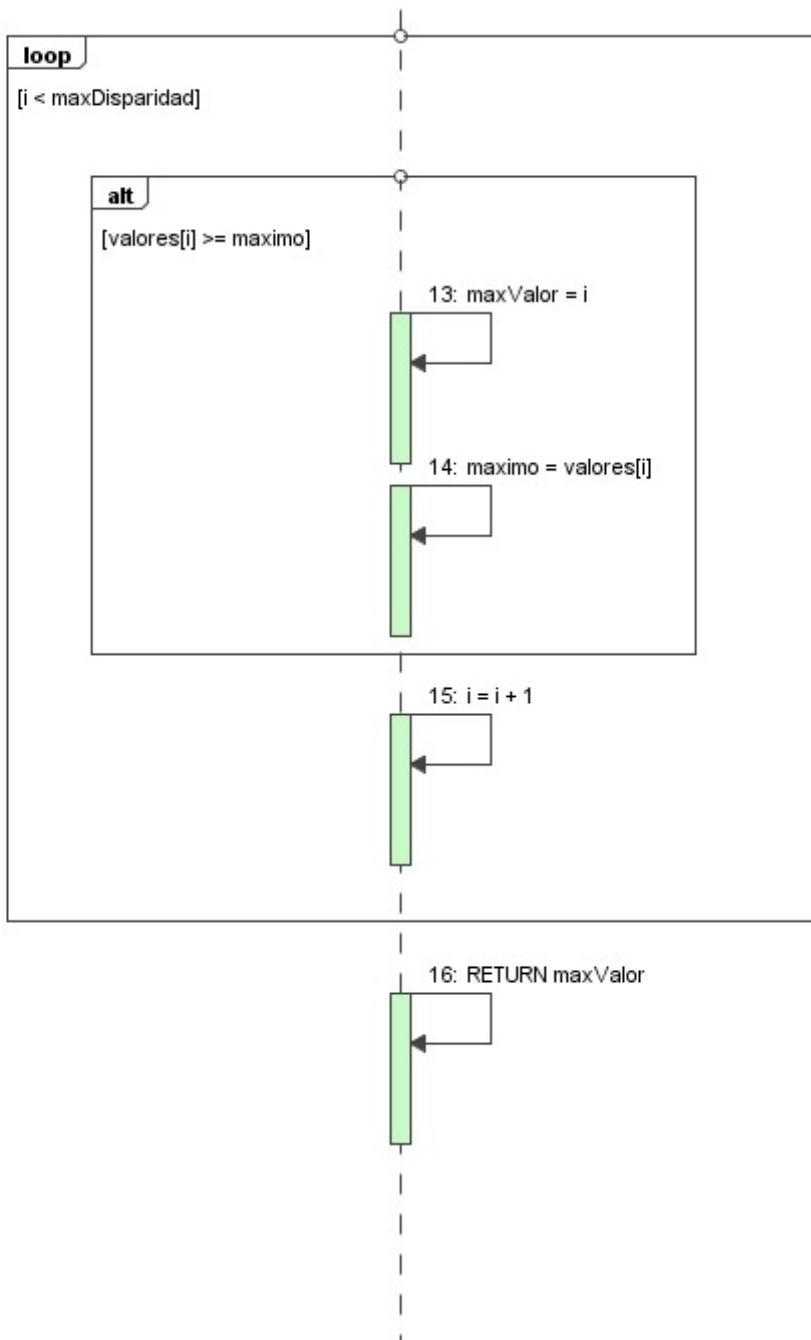 loop
[i < maxDisparidad]
alt
[valores[i] >= maximo]
13: maxValor = i
14: maximo = valores[i]
15: i = i + 1
16: RETURN maxValor